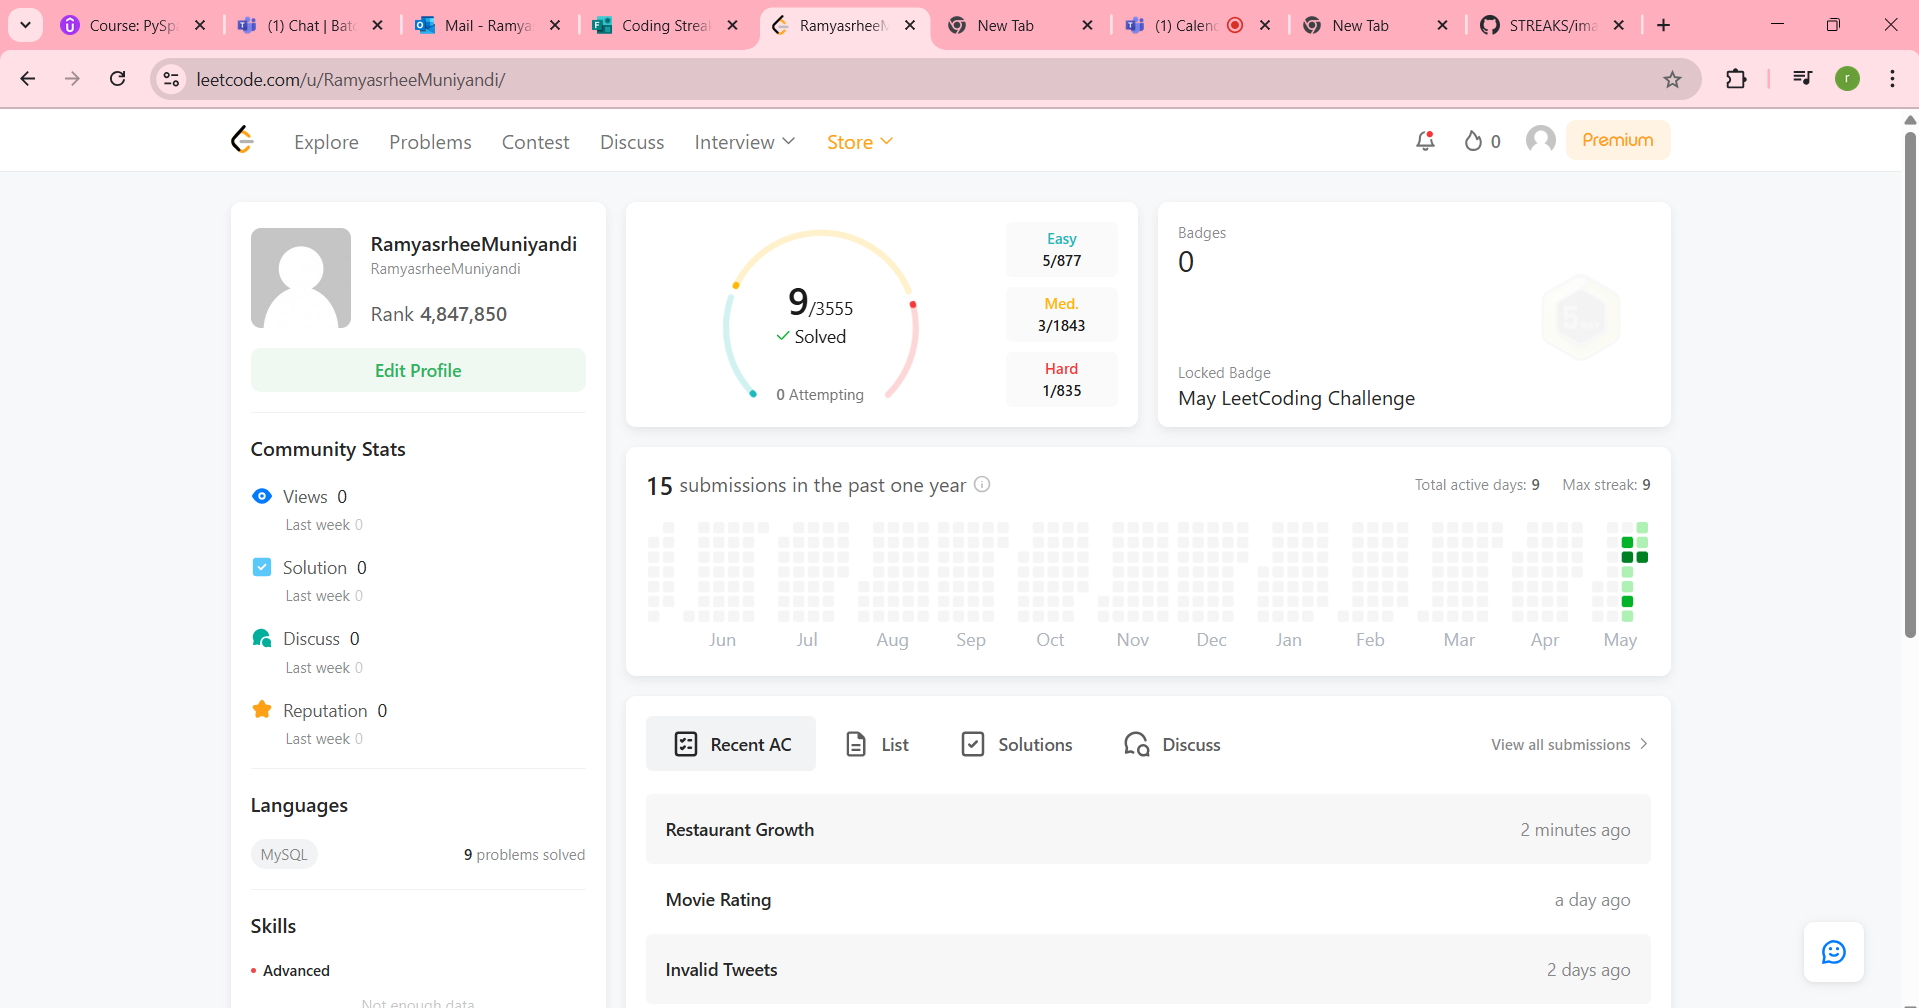 Course: PySp
(1) Chat | Bat
Mail - Ramya
Coding Streak
RamyasrheeM
New Tab
(1) Calen
New Tab
STREAKS/ima
leetcode.com/u/RamyasrheeMuniyandi/
r
Explore
Problems
Contest
Discuss
Interview
Store
0
Premium
RamyasrheeMuniyandi
RamyasrheeMuniyandi
Rank 4,847,850
Edit Profile
Community Stats
Views 0
Last week 0
Solution 0
Last week 0
Discuss 0
Last week 0
Reputation 0
Last week 0
Languages
MySQL
9 problems solved
Skills
Advanced
Not enough data
9/3555
Solved
0 Attempting
Easy
5/877
Med.
3/1843
Hard
1/835
Badges
0
Locked Badge
May LeetCoding Challenge
15 submissions in the past one year
Total active days: 9
Max streak: 9
Jun
Jul
Aug
Sep
Oct
Nov
Dec
Jan
Feb
Mar
Apr
May
Recent AC
List
Solutions
Discuss
View all submissions
Restaurant Growth
2 minutes ago
Movie Rating
a day ago
Invalid Tweets
2 days ago